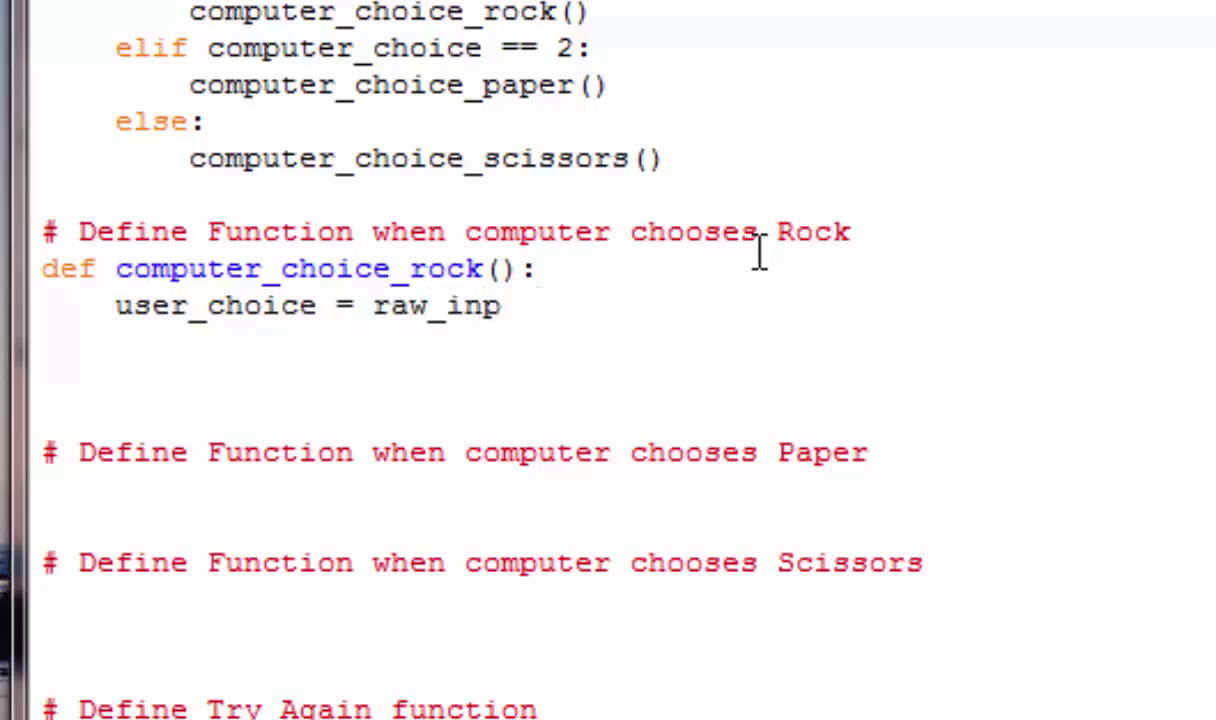 computer_choice_rock()
elif computer_choice == 2:
computer_choice_paper()
else:
computer_choice_scissors()
# Define Function when computer chooses Rock
def computer_choice_rock():
user_choice = raw_inp
# Define Function when computer chooses Paper
# Define Function when computer chooses Scissors
# Define Try Again function